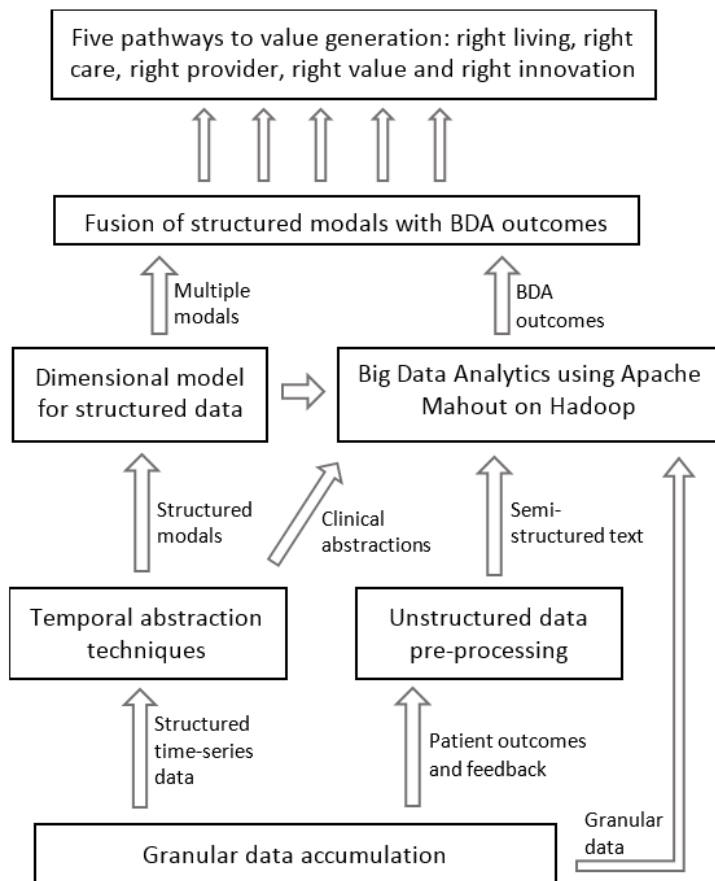 Five pathways to value generation: right living, right
care, right provider, right value and right innovation
Fusion of structured modals with BDA outcomes
Multiple
modals
BDA
outcomes
Dimensional model
for structured data
Big Data Analytics using Apache
Mahout on Hadoop
Structured
modals
Clinical
abstractions
Semi-
structured text
Temporal abstraction
techniques
Unstructured data
pre-processing
Structured
time-series
data
Patient outcomes
and feedback
Granular
data
Granular data accumulation